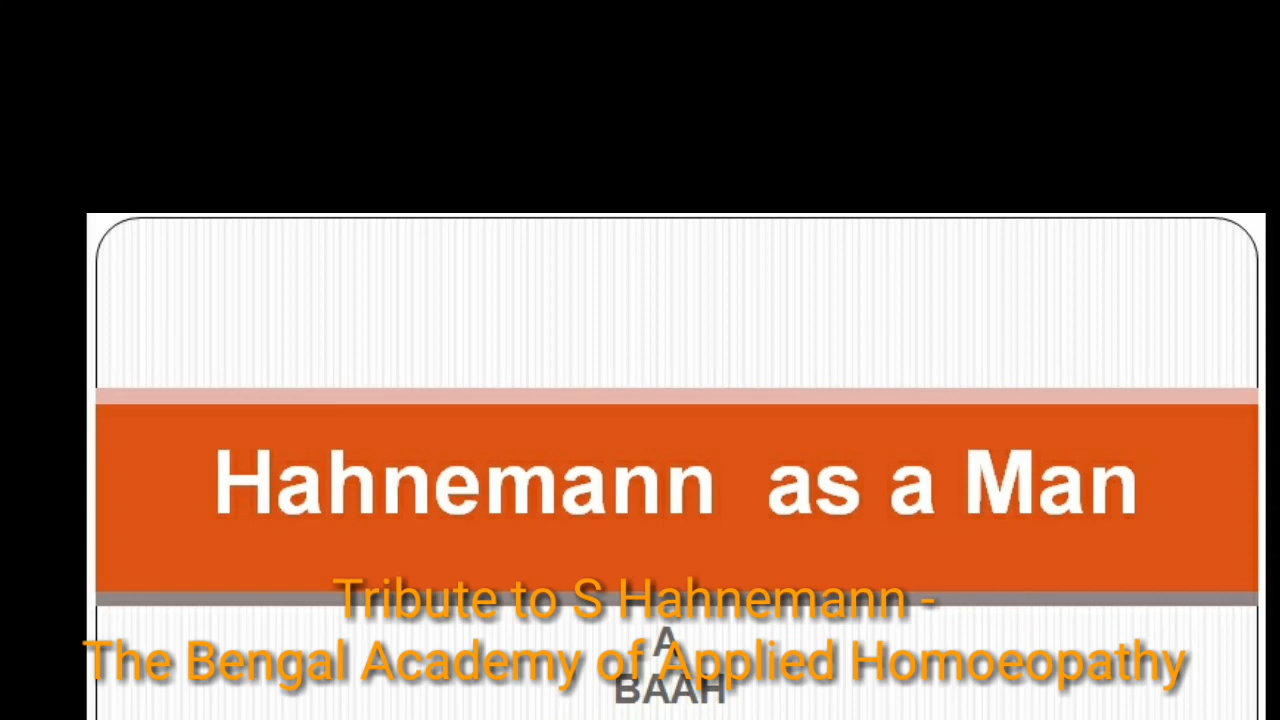 Hahnemann as a Man
Tribute to S Hahnemann -
A
The Bengal Academy of Applied Homoeopathy
BAAH